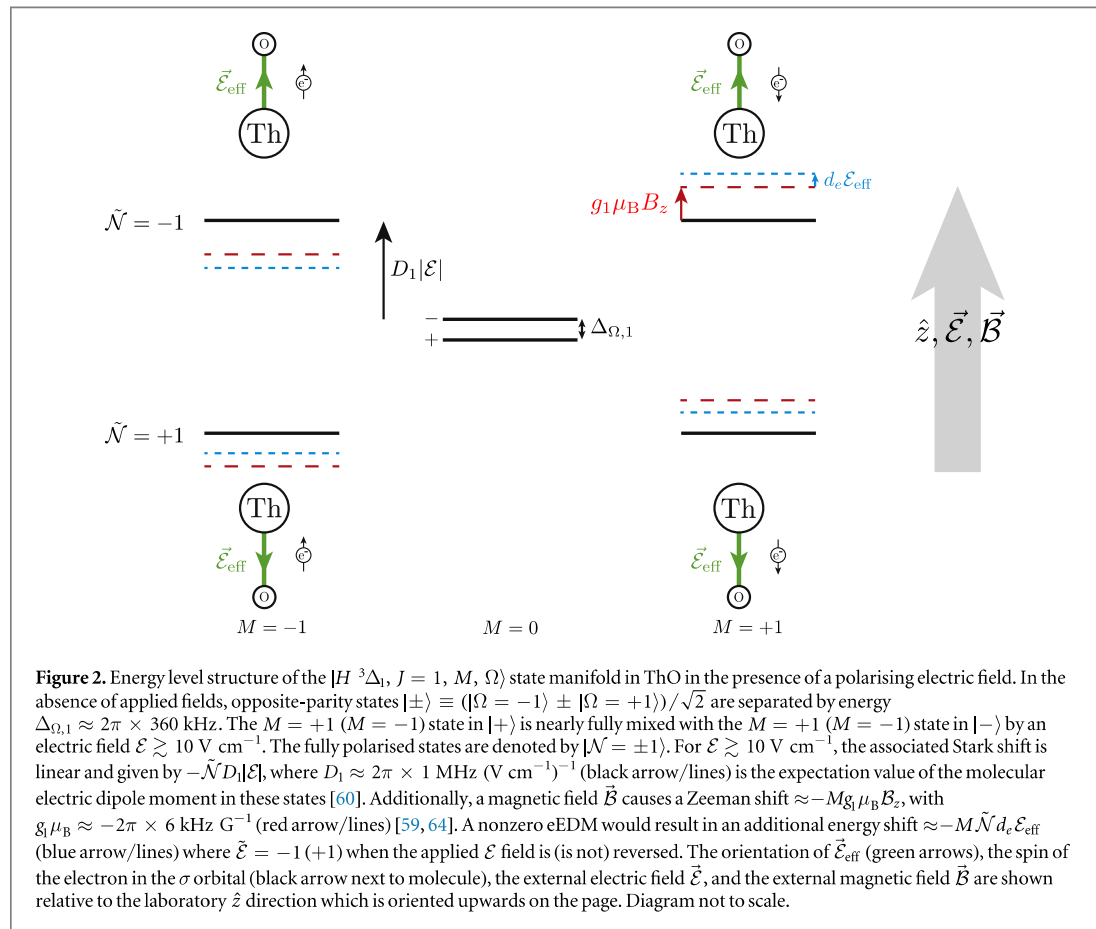 O O
ℰ⃗eff e⁻ ℰ⃗eff e⁻
Th Th
dₑℰeff
g₁μ_B B_z
𝒩̃ = −1
D₁|ℰ|
−
Δ_Ω,1
+
ẑ, ℰ⃗, ℬ⃗
𝒩̃ = +1
Th Th
ℰ⃗eff e⁻ ℰ⃗eff e⁻
O O
M = −1 M = 0 M = +1
Figure 2. Energy level structure of the |H ³Δ₁, J = 1, M, Ω⟩ state manifold in ThO in the presence of a polarising electric field. In the
absence of applied fields, opposite-parity states |±⟩ ≡ (|Ω = −1⟩ ± |Ω = +1⟩)/√2 are separated by energy
Δ_Ω,1 ≈ 2π × 360 kHz. The M = +1 (M = −1) state in |+⟩ is nearly fully mixed with the M = +1 (M = −1) state in |−⟩ by an
electric field ℰ ≳ 10 V cm⁻¹. The fully polarised states are denoted by |𝒩 = ±1⟩. For ℰ ≳ 10 V cm⁻¹, the associated Stark shift is
linear and given by −𝒩̃D₁|ℰ|, where D₁ ≈ 2π × 1 MHz (V cm⁻¹)⁻¹ (black arrow/lines) is the expectation value of the molecular
electric dipole moment in these states [60]. Additionally, a magnetic field ℬ⃗ causes a Zeeman shift ≈−Mg₁μ_Bℬ_z, with
g₁μ_B ≈ −2π × 6 kHz G⁻¹ (red arrow/lines) [59, 64]. A nonzero eEDM would result in an additional energy shift ≈−M𝒩̃dₑℰeff
(blue arrow/lines) where ℰ̃ = −1 (+1) when the applied ℰ field is (is not) reversed. The orientation of ℰ⃗eff (green arrows), the spin of
the electron in the σ orbital (black arrow next to molecule), the external electric field ℰ⃗, and the external magnetic field ℬ⃗ are shown
relative to the laboratory ẑ direction which is oriented upwards on the page. Diagram not to scale.